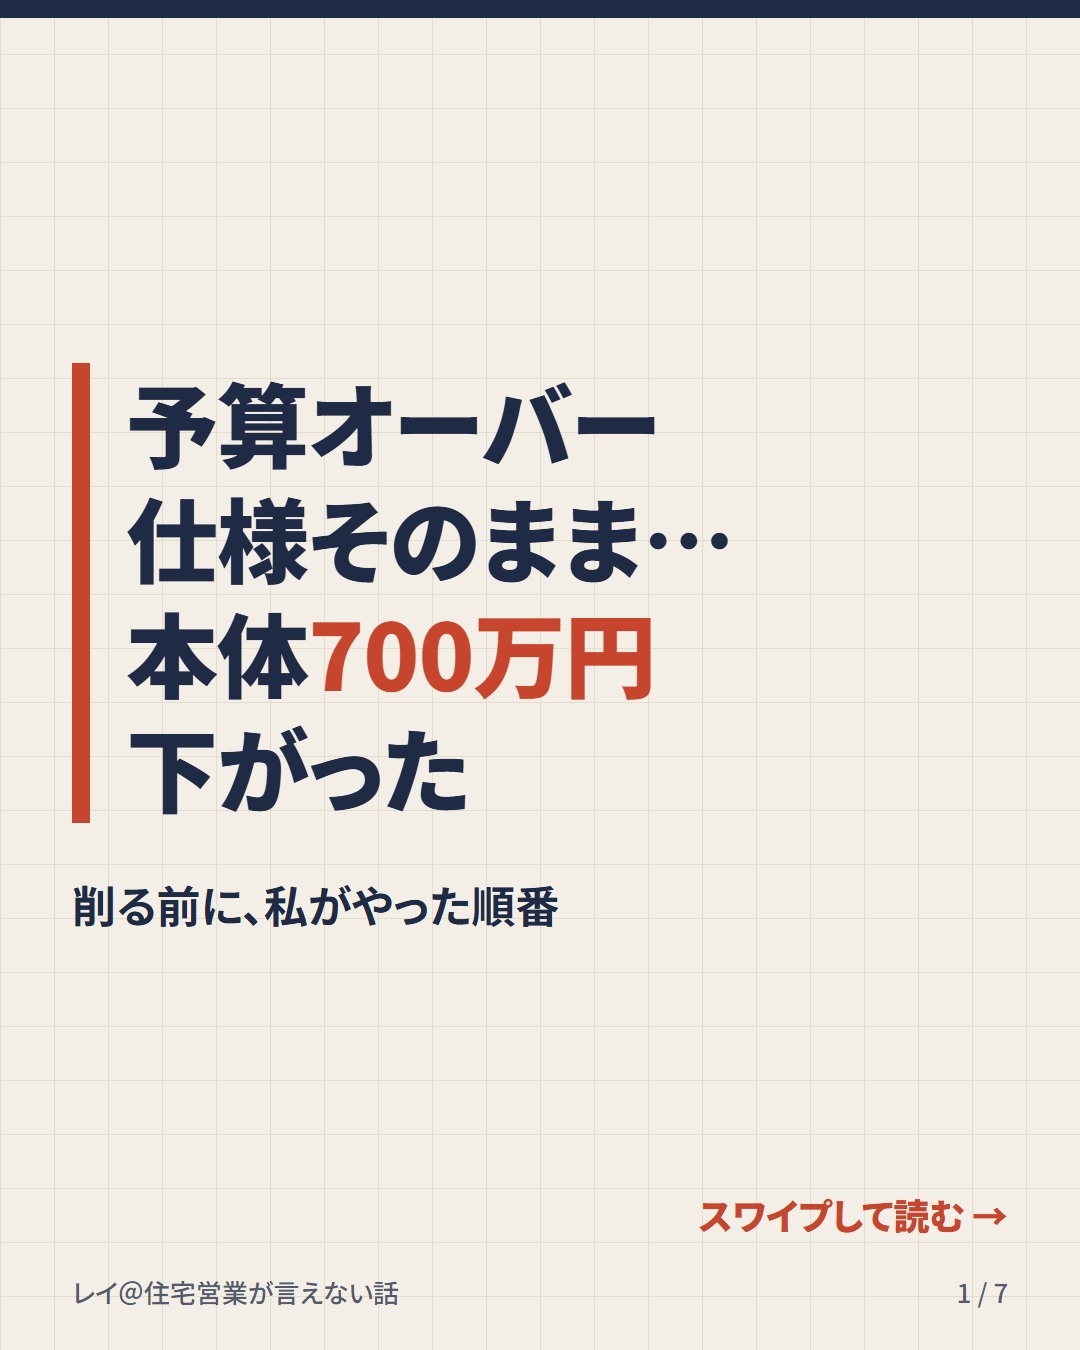 予算オーバー
仕様そのまま…
本体700万円
下がった
削る前に、私がやった順番
スワイプして読む →
レイ@住宅営業が言えない話
1 / 7